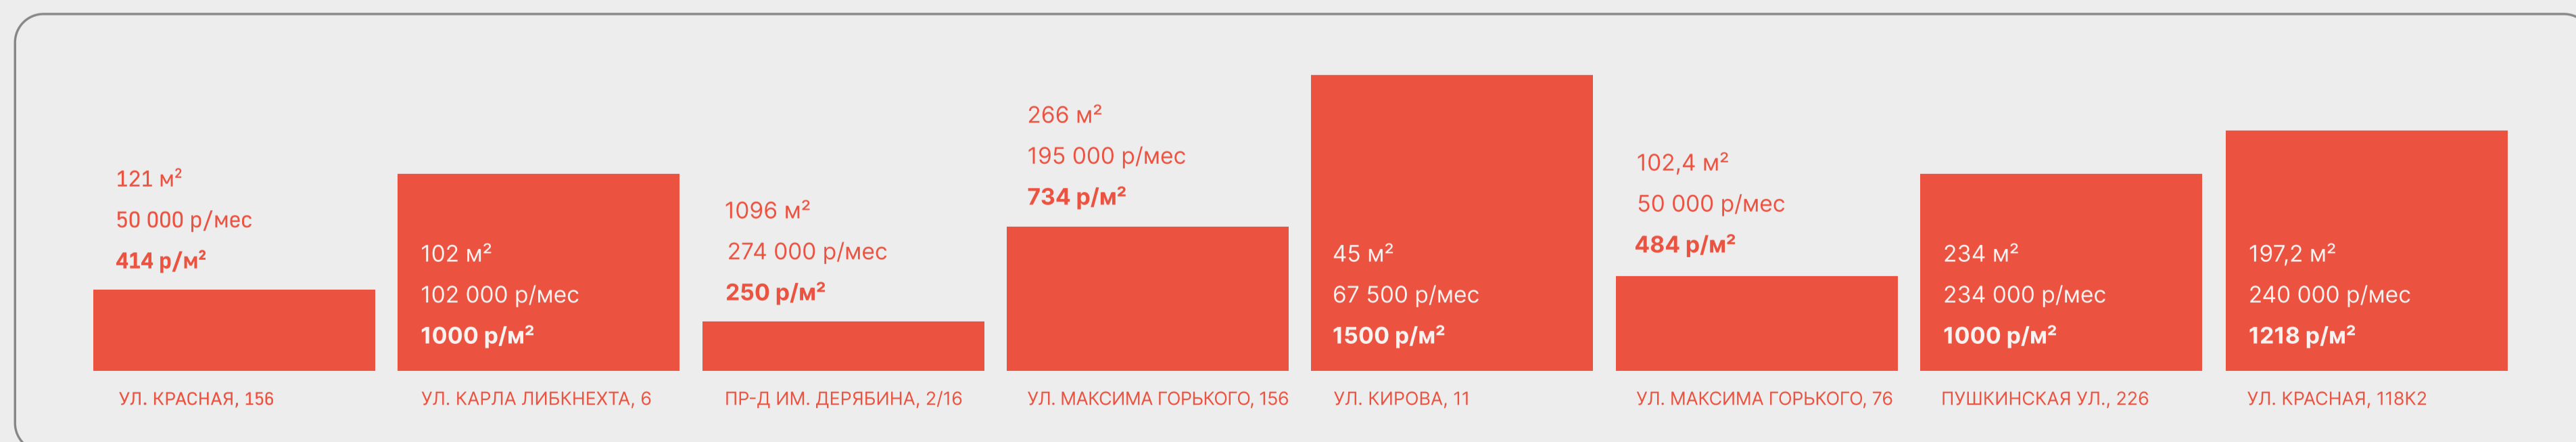 121 м²
50 000 р/мес
414 р/м²
УЛ. КРАСНАЯ, 156
102 м²
102 000 р/мес
1000 р/м²
УЛ. КАРЛА ЛИБКНЕХТА, 6
1096 м²
274 000 р/мес
250 р/м²
ПР-Д ИМ. ДЕРЯБИНА, 2/16
266 м²
195 000 р/мес
734 р/м²
УЛ. МАКСИМА ГОРЬКОГО, 156
45 м²
67 500 р/мес
1500 р/м²
УЛ. КИРОВА, 11
102,4 м²
50 000 р/мес
484 р/м²
УЛ. МАКСИМА ГОРЬКОГО, 76
234 м²
234 000 р/мес
1000 р/м²
ПУШКИНСКАЯ УЛ., 226
197,2 м²
240 000 р/мес
1218 р/м²
УЛ. КРАСНАЯ, 118К2